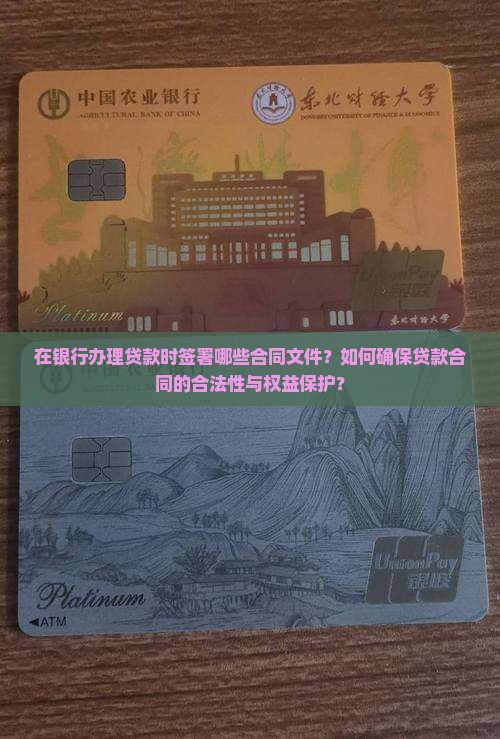 中国农业银行
AGRICULTURAL BANK OF CHINA
东北财经大学
DONGBEI UNIVERSITY OF FINANCE & ECONOMICS
UnionPay
银联
Platinum
东北财经大学
在银行办理贷款时签署哪些合同文件？如何确保贷款合
同的合法性与权益保护？
UnionPay
银联
Platinum
◀ATM